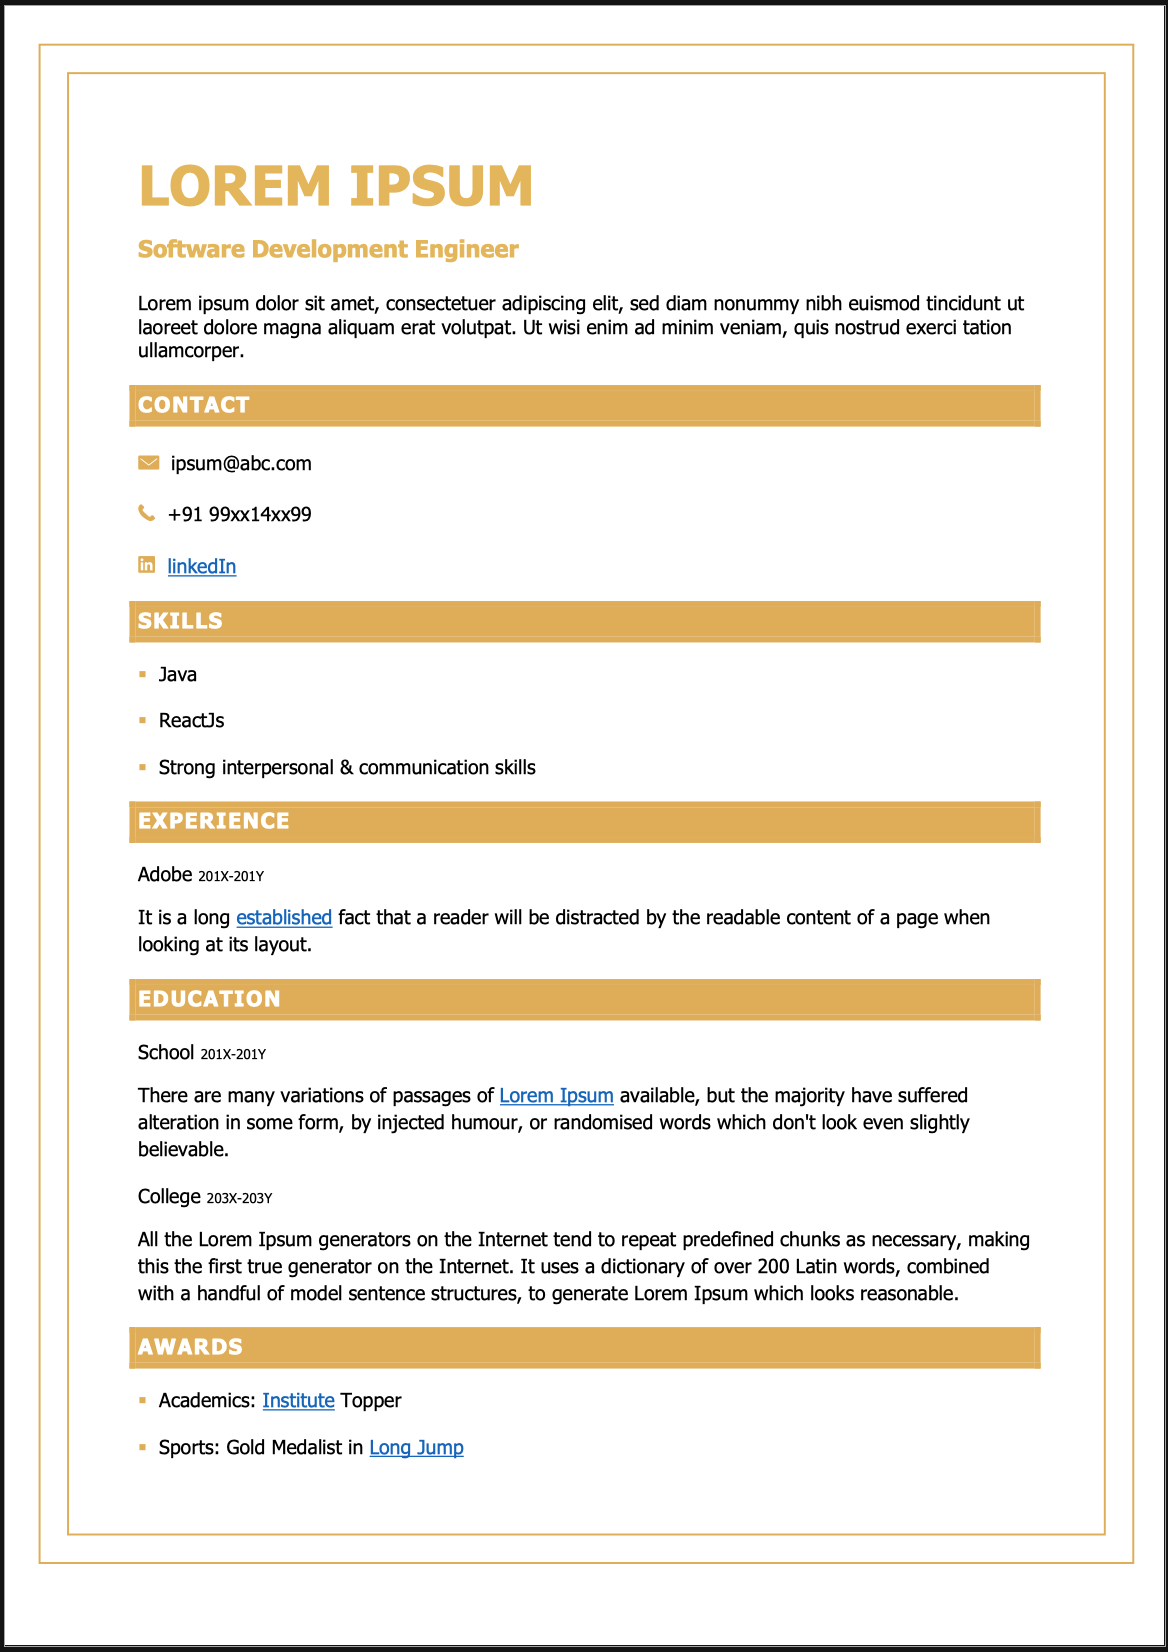 LOREM IPSUM
Software Development Engineer
Lorem ipsum dolor sit amet, consectetuer adipiscing elit, sed diam nonummy nibh euismod tincidunt ut
laoreet dolore magna aliquam erat volutpat. Ut wisi enim ad minim veniam, quis nostrud exerci tation
ullamcorper.
CONTACT
ipsum@abc.com
+91 99xx14xx99
in linkedIn
SKILLS
Java
ReactJs
Strong interpersonal & communication skills
EXPERIENCE
Adobe 201X-201Y
It is a long established fact that a reader will be distracted by the readable content of a page when
looking at its layout.
EDUCATION
School 201X-201Y
There are many variations of passages of Lorem Ipsum available, but the majority have suffered
alteration in some form, by injected humour, or randomised words which don't look even slightly
believable.
College 203X-203Y
All the Lorem Ipsum generators on the Internet tend to repeat predefined chunks as necessary, making
this the first true generator on the Internet. It uses a dictionary of over 200 Latin words, combined
with a handful of model sentence structures, to generate Lorem Ipsum which looks reasonable.
AWARDS
Academics: Institute Topper
Sports: Gold Medalist in Long Jump